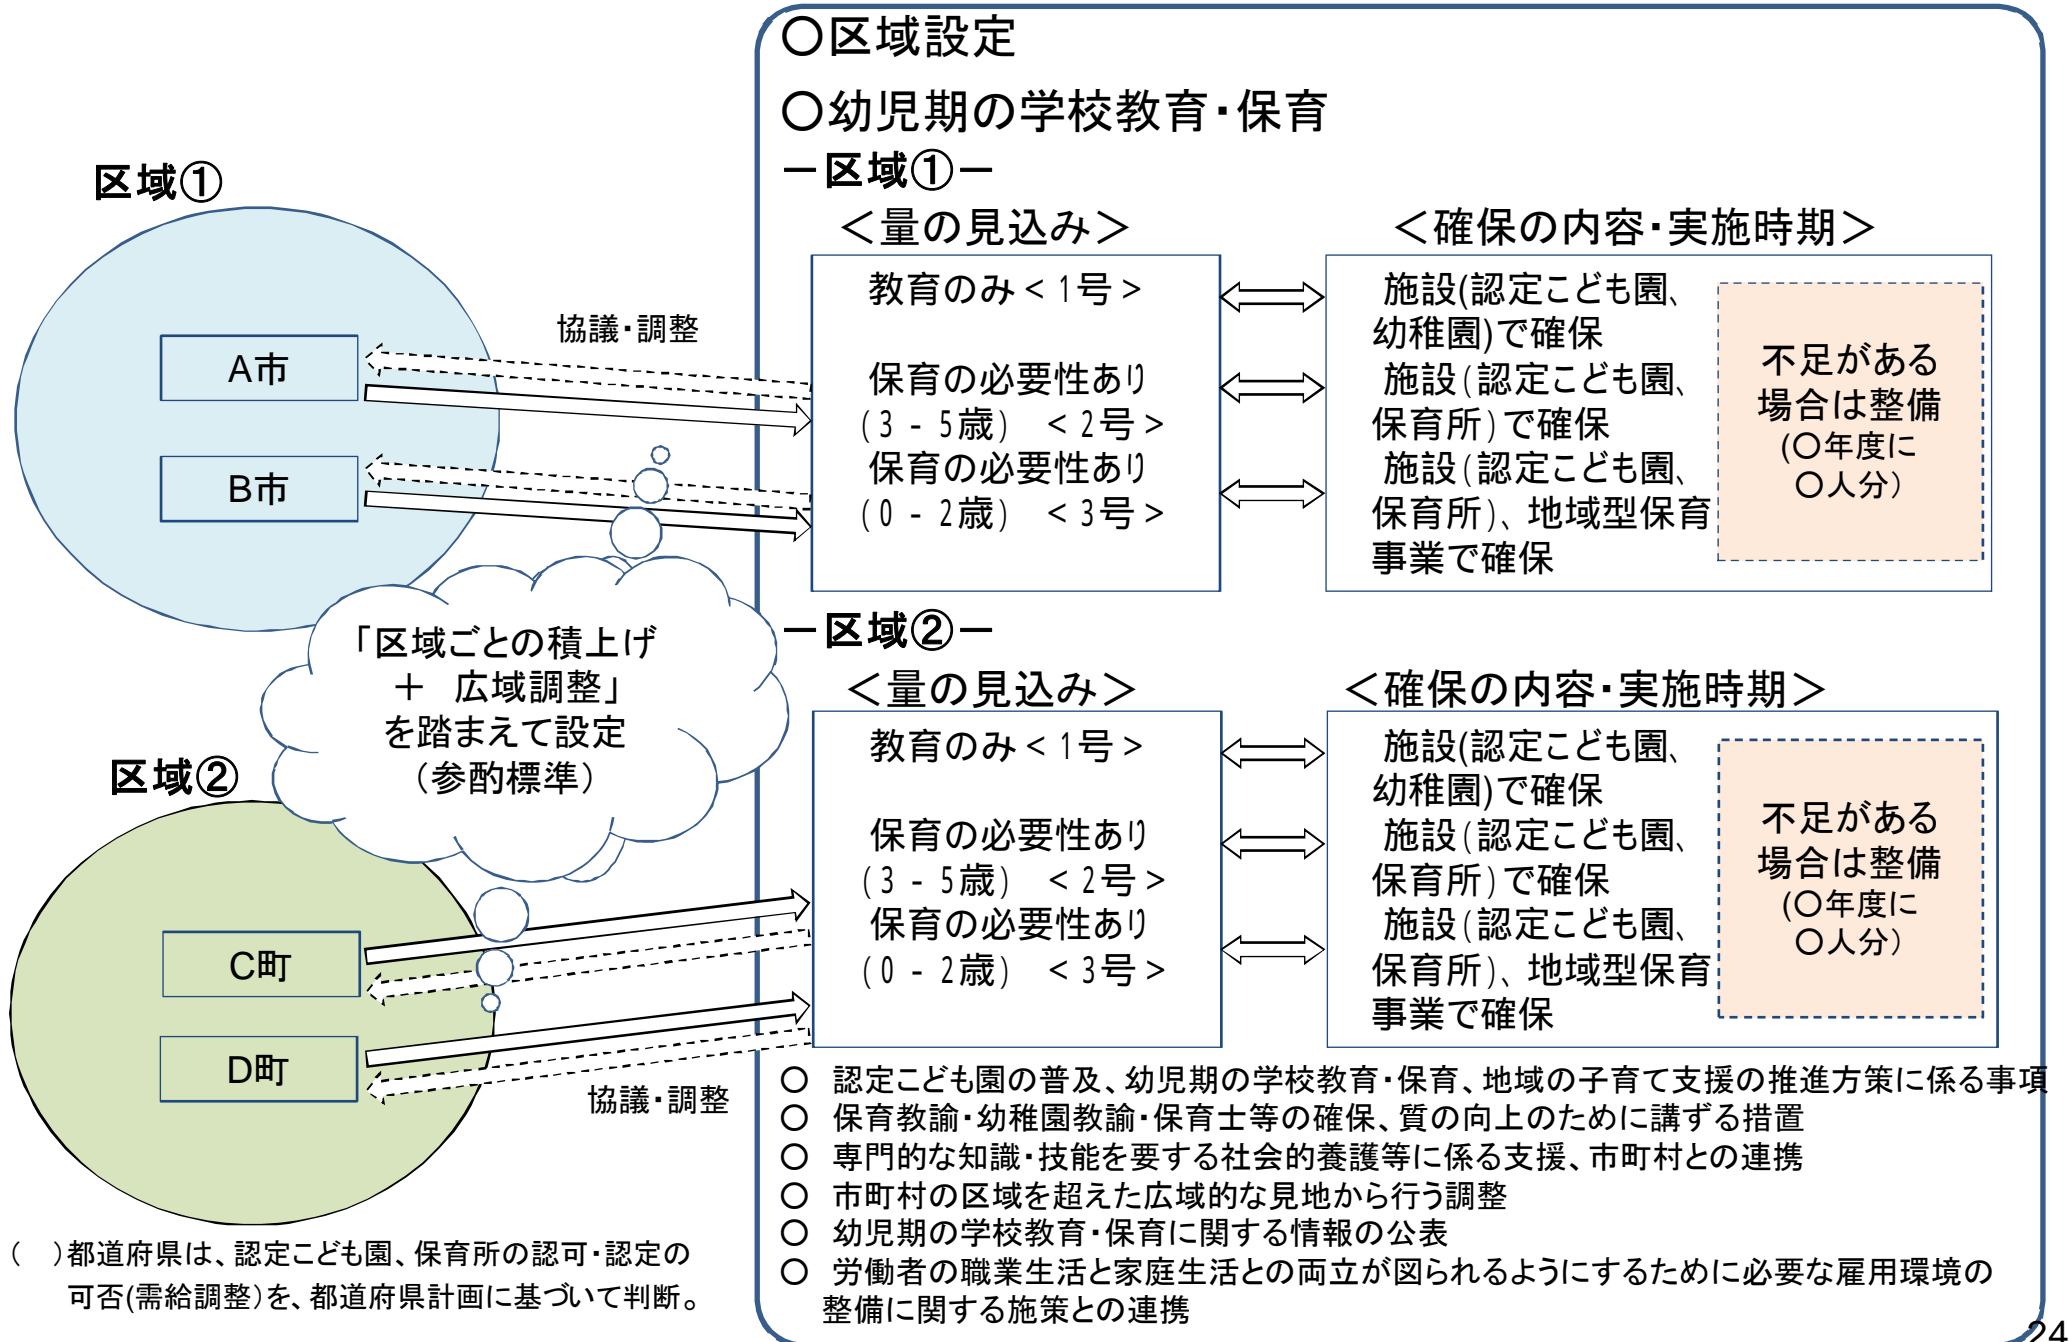 〇区域設定
〇幼児期の学校教育・保育
－区域①－
＜量の見込み＞
教育のみ<1号>
保育の必要性あり
(3-5歳) <2号>
保育の必要性あり
(0-2歳) <3号>
＜確保の内容・実施時期＞
施設(認定こども園、
幼稚園)で確保
施設(認定こども園、
保育所)で確保
施設(認定こども園、
保育所)、地域型保育
事業で確保
不足がある
場合は整備
(〇年度に
〇人分）
区域①
A市
B市
協議・調整
「区域ごとの積上げ
＋ 広域調整」
を踏まえて設定
（参酌標準）
区域②
C町
D町
協議・調整
－区域②－
＜量の見込み＞
教育のみ<1号>
保育の必要性あり
(3-5歳) <2号>
保育の必要性あり
(0-2歳) <3号>
＜確保の内容・実施時期＞
施設(認定こども園、
幼稚園)で確保
施設(認定こども園、
保育所)で確保
施設(認定こども園、
保育所)、地域型保育
事業で確保
不足がある
場合は整備
(〇年度に
〇人分）
〇 認定こども園の普及、幼児期の学校教育・保育、地域の子育て支援の推進方策に係る事項
〇 保育教諭・幼稚園教諭・保育士等の確保、質の向上のために講ずる措置
〇 専門的な知識・技能を要する社会的養護等に係る支援、市町村との連携
〇 市町村の区域を超えた広域的な見地から行う調整
〇 幼児期の学校教育・保育に関する情報の公表
〇 労働者の職業生活と家庭生活との両立が図られるようにするために必要な雇用環境の
整備に関する施策との連携
（ ）都道府県は、認定こども園、保育所の認可・認定の
可否(需給調整）を、都道府県計画に基づいて判断。
24